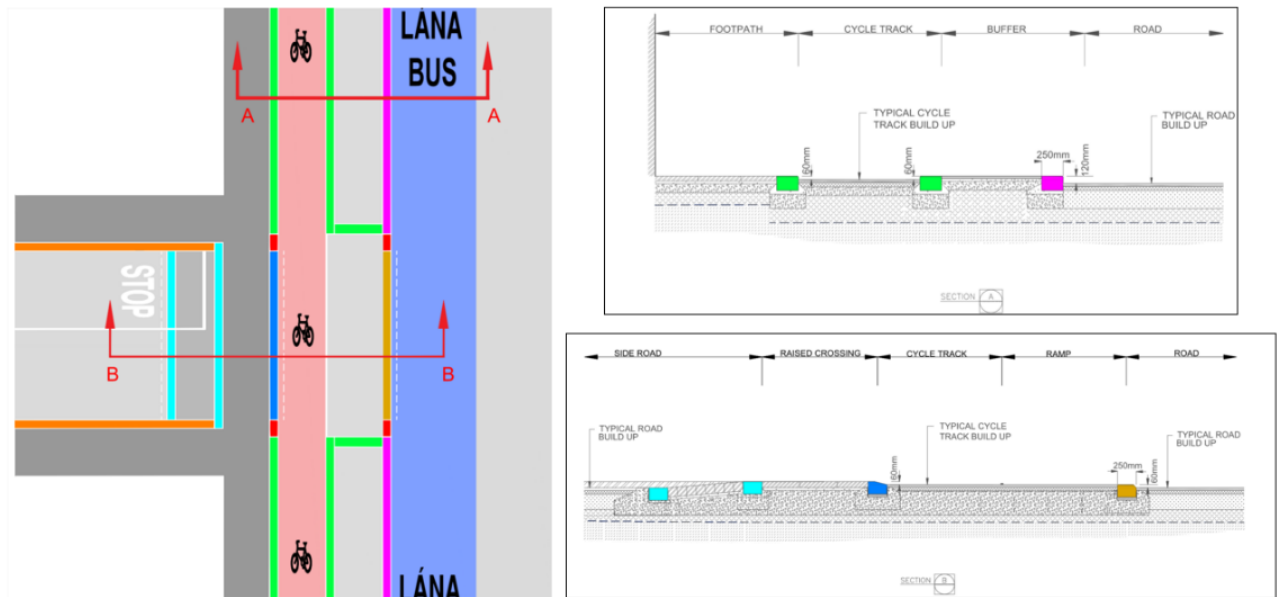 LÁNA
BUS
A
A
STOP
B
B
LÁNA
FOOTPATH
CYCLE TRACK
BUFFER
ROAD
TYPICAL CYCLE
TRACK BUILD UP
TYPICAL ROAD
BUILD UP
60mm
60mm
250mm
120mm
SECTION A
SIDE ROAD
RAISED CROSSING
CYCLE TRACK
RAMP
ROAD
TYPICAL ROAD
BUILD UP
TYPICAL CYCLE
TRACK BUILD UP
TYPICAL ROAD
BUILD UP
60mm
250mm
60mm
SECTION B